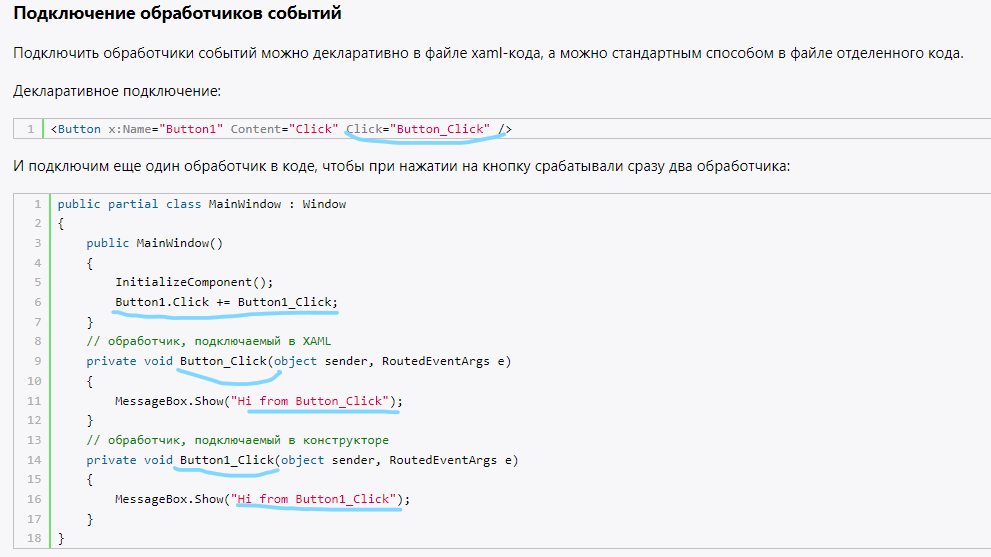 Подключение обработчиков событий
Подключить обработчики событий можно декларативно в файле xaml-кода, а можно стандартным способом в файле отделенного кода.
Декларативное подключение:
1 <Button x:Name="Button1" Content="Click" Click="Button_Click" />
И подключим еще один обработчик в коде, чтобы при нажатии на кнопку срабатывали сразу два обработчика:
1 public partial class MainWindow : Window
2 {
3     public MainWindow()
4     {
5         InitializeComponent();
6         Button1.Click += Button1_Click;
7     }
8     // обработчик, подключаемый в XAML
9     private void Button_Click(object sender, RoutedEventArgs e)
10     {
11         MessageBox.Show("Hi from Button_Click");
12     }
13     // обработчик, подключаемый в конструкторе
14     private void Button1_Click(object sender, RoutedEventArgs e)
15     {
16         MessageBox.Show("Hi from Button1_Click");
17     }
18 }